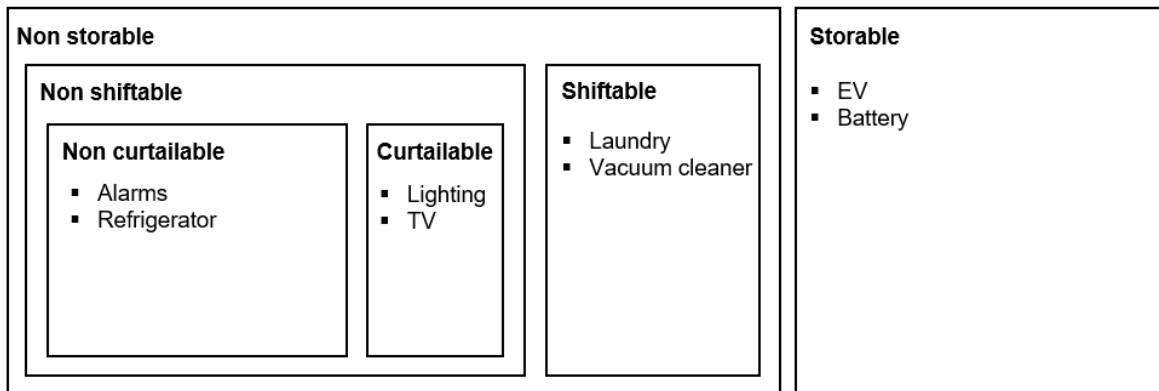 Non storable
Non shiftable
Non curtailable
▪ Alarms
▪ Refrigerator
Curtailable
▪ Lighting
▪ TV
Shiftable
▪ Laundry
▪ Vacuum cleaner
Storable
▪ EV
▪ Battery